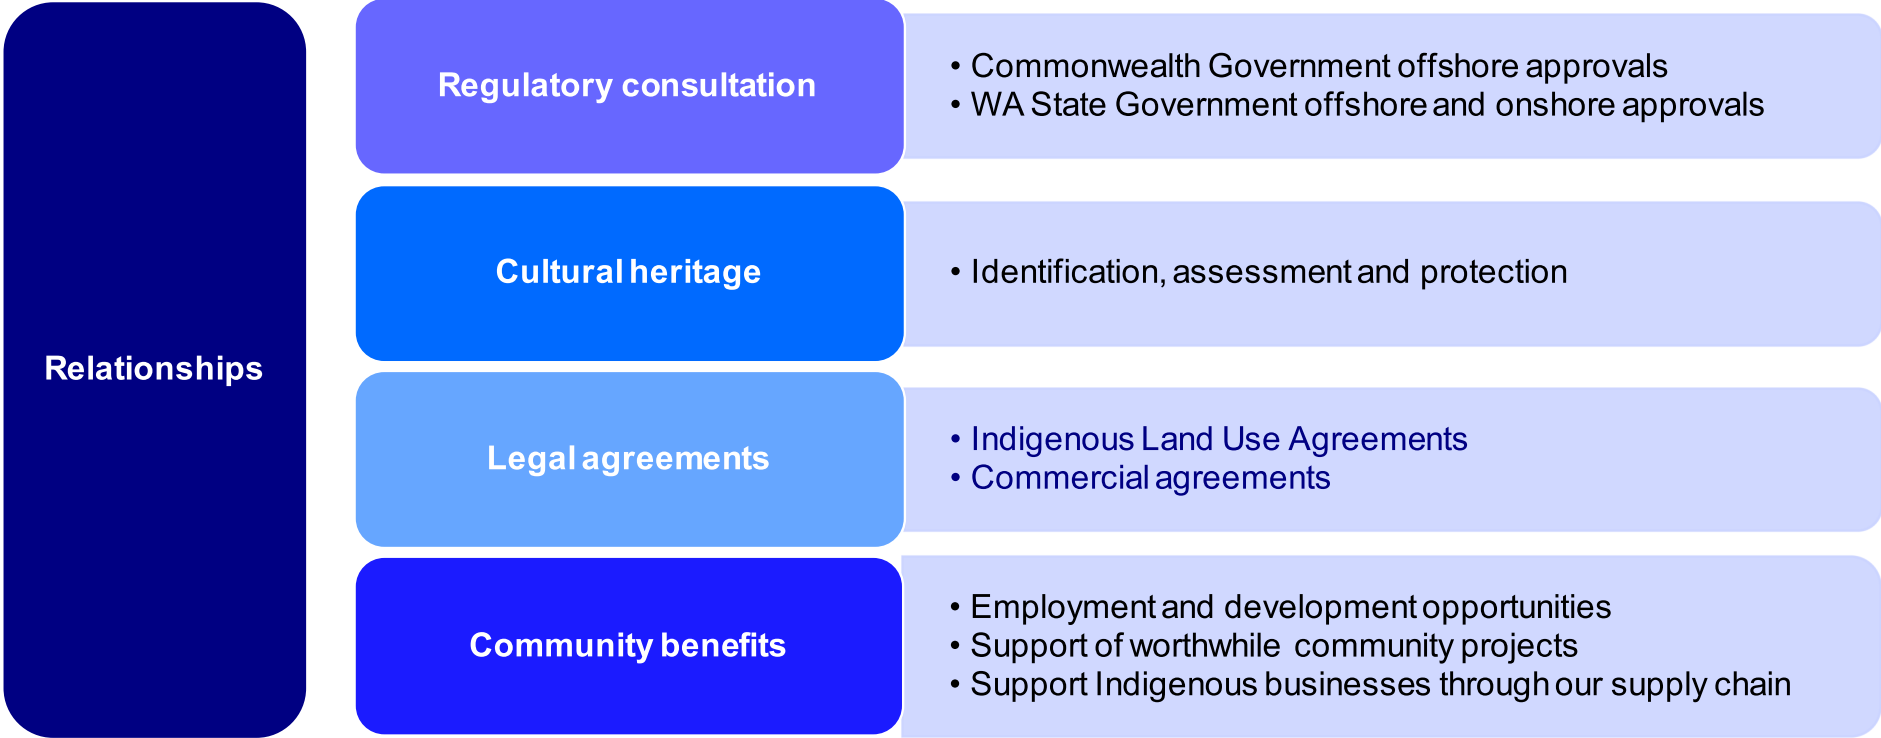 Relationships
Regulatory consultation
• Commonwealth Government offshore approvals
• WA State Government offshore and onshore approvals
Cultural heritage
• Identification, assessment and protection
Legal agreements
• Indigenous Land Use Agreements
• Commercial agreements
Community benefits
• Employment and development opportunities
• Support of worthwhile community projects
• Support Indigenous businesses through our supply chain